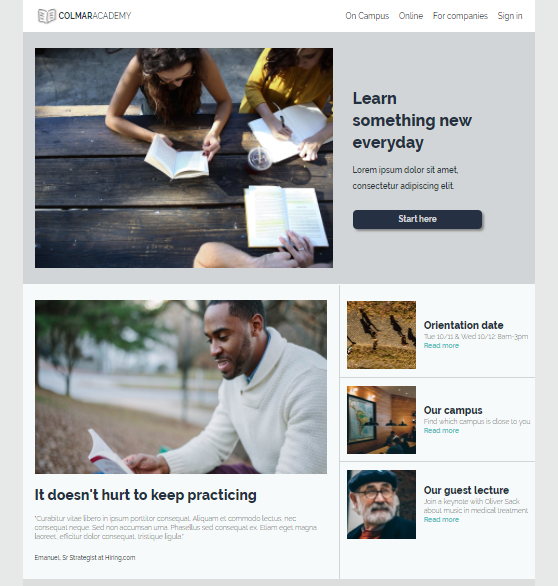 COLMARACADEMY
On Campus Online For companies Sign in
Learn
something new
everyday
Lorem ipsum dolor sit amet,
consectetur adipiscing elit.
Start here
Orientation date
Tue 10/11 & Wed 10/12: 8am-3pm
Read more
Our campus
Find which campus is close to you
Read more
Our guest lecture
Join a keynote with Oliver Sack
about music in medical treatment
Read more
It doesn't hurt to keep practicing
"Curabitur vitae libero in ipsum porttitor consequat. Aliquam et commodo lectus, nec
consequat neque. Sed non accumsan urna. Phasellus sed consequat ex. Etiam eget magna
laoreet, efficitur dolor consequat, tristique ligula."
Emanuel, Sr Strategist at Hiring.com